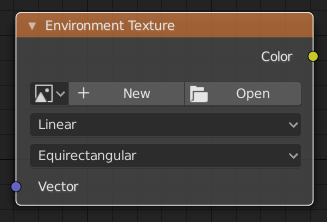 Environment Texture
Color
New Open
Linear
Equirectangular
Vector